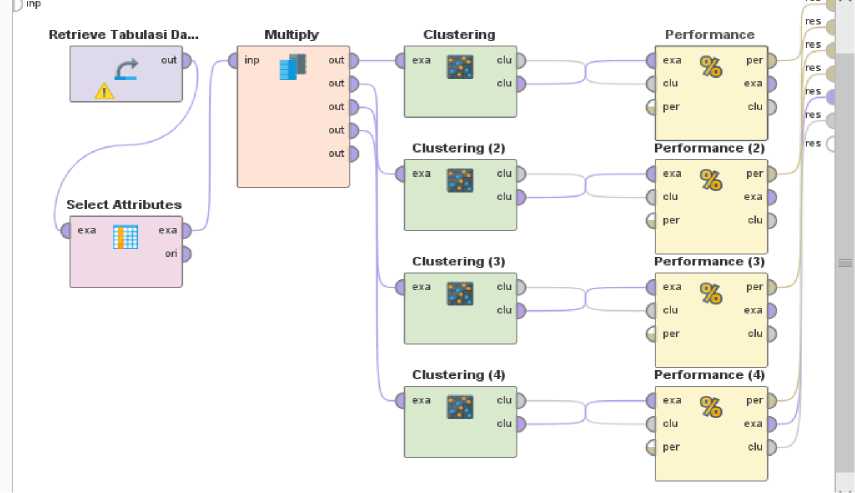 inp
res
Retrieve Tabulasi Da...
Multiply
Clustering
Performance
res
out
inp
out
exa
clu
exa
per
res
out
clu
clu
exa
res
out
per
clu
res
out
Clustering (2)
Performance (2)
res
out
exa
clu
exa
per
res
clu
clu
exa
Select Attributes
per
clu
exa
exa
ori
Clustering (3)
Performance (3)
exa
clu
exa
per
clu
clu
exa
per
clu
Clustering (4)
Performance (4)
exa
clu
exa
per
clu
clu
exa
per
clu